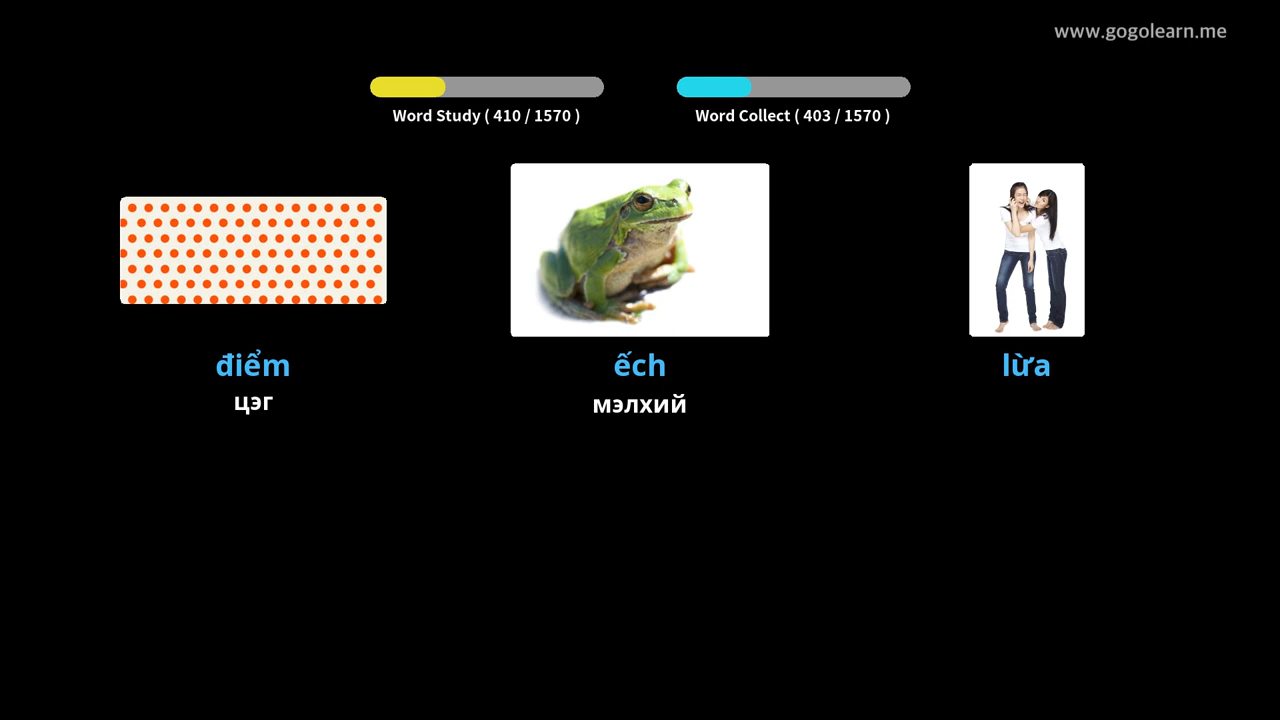 www.gogolearn.me
Word Study ( 410 / 1570 )
Word Collect ( 403 / 1570 )
điểm
цэг
ếch
мэлхий
lừa